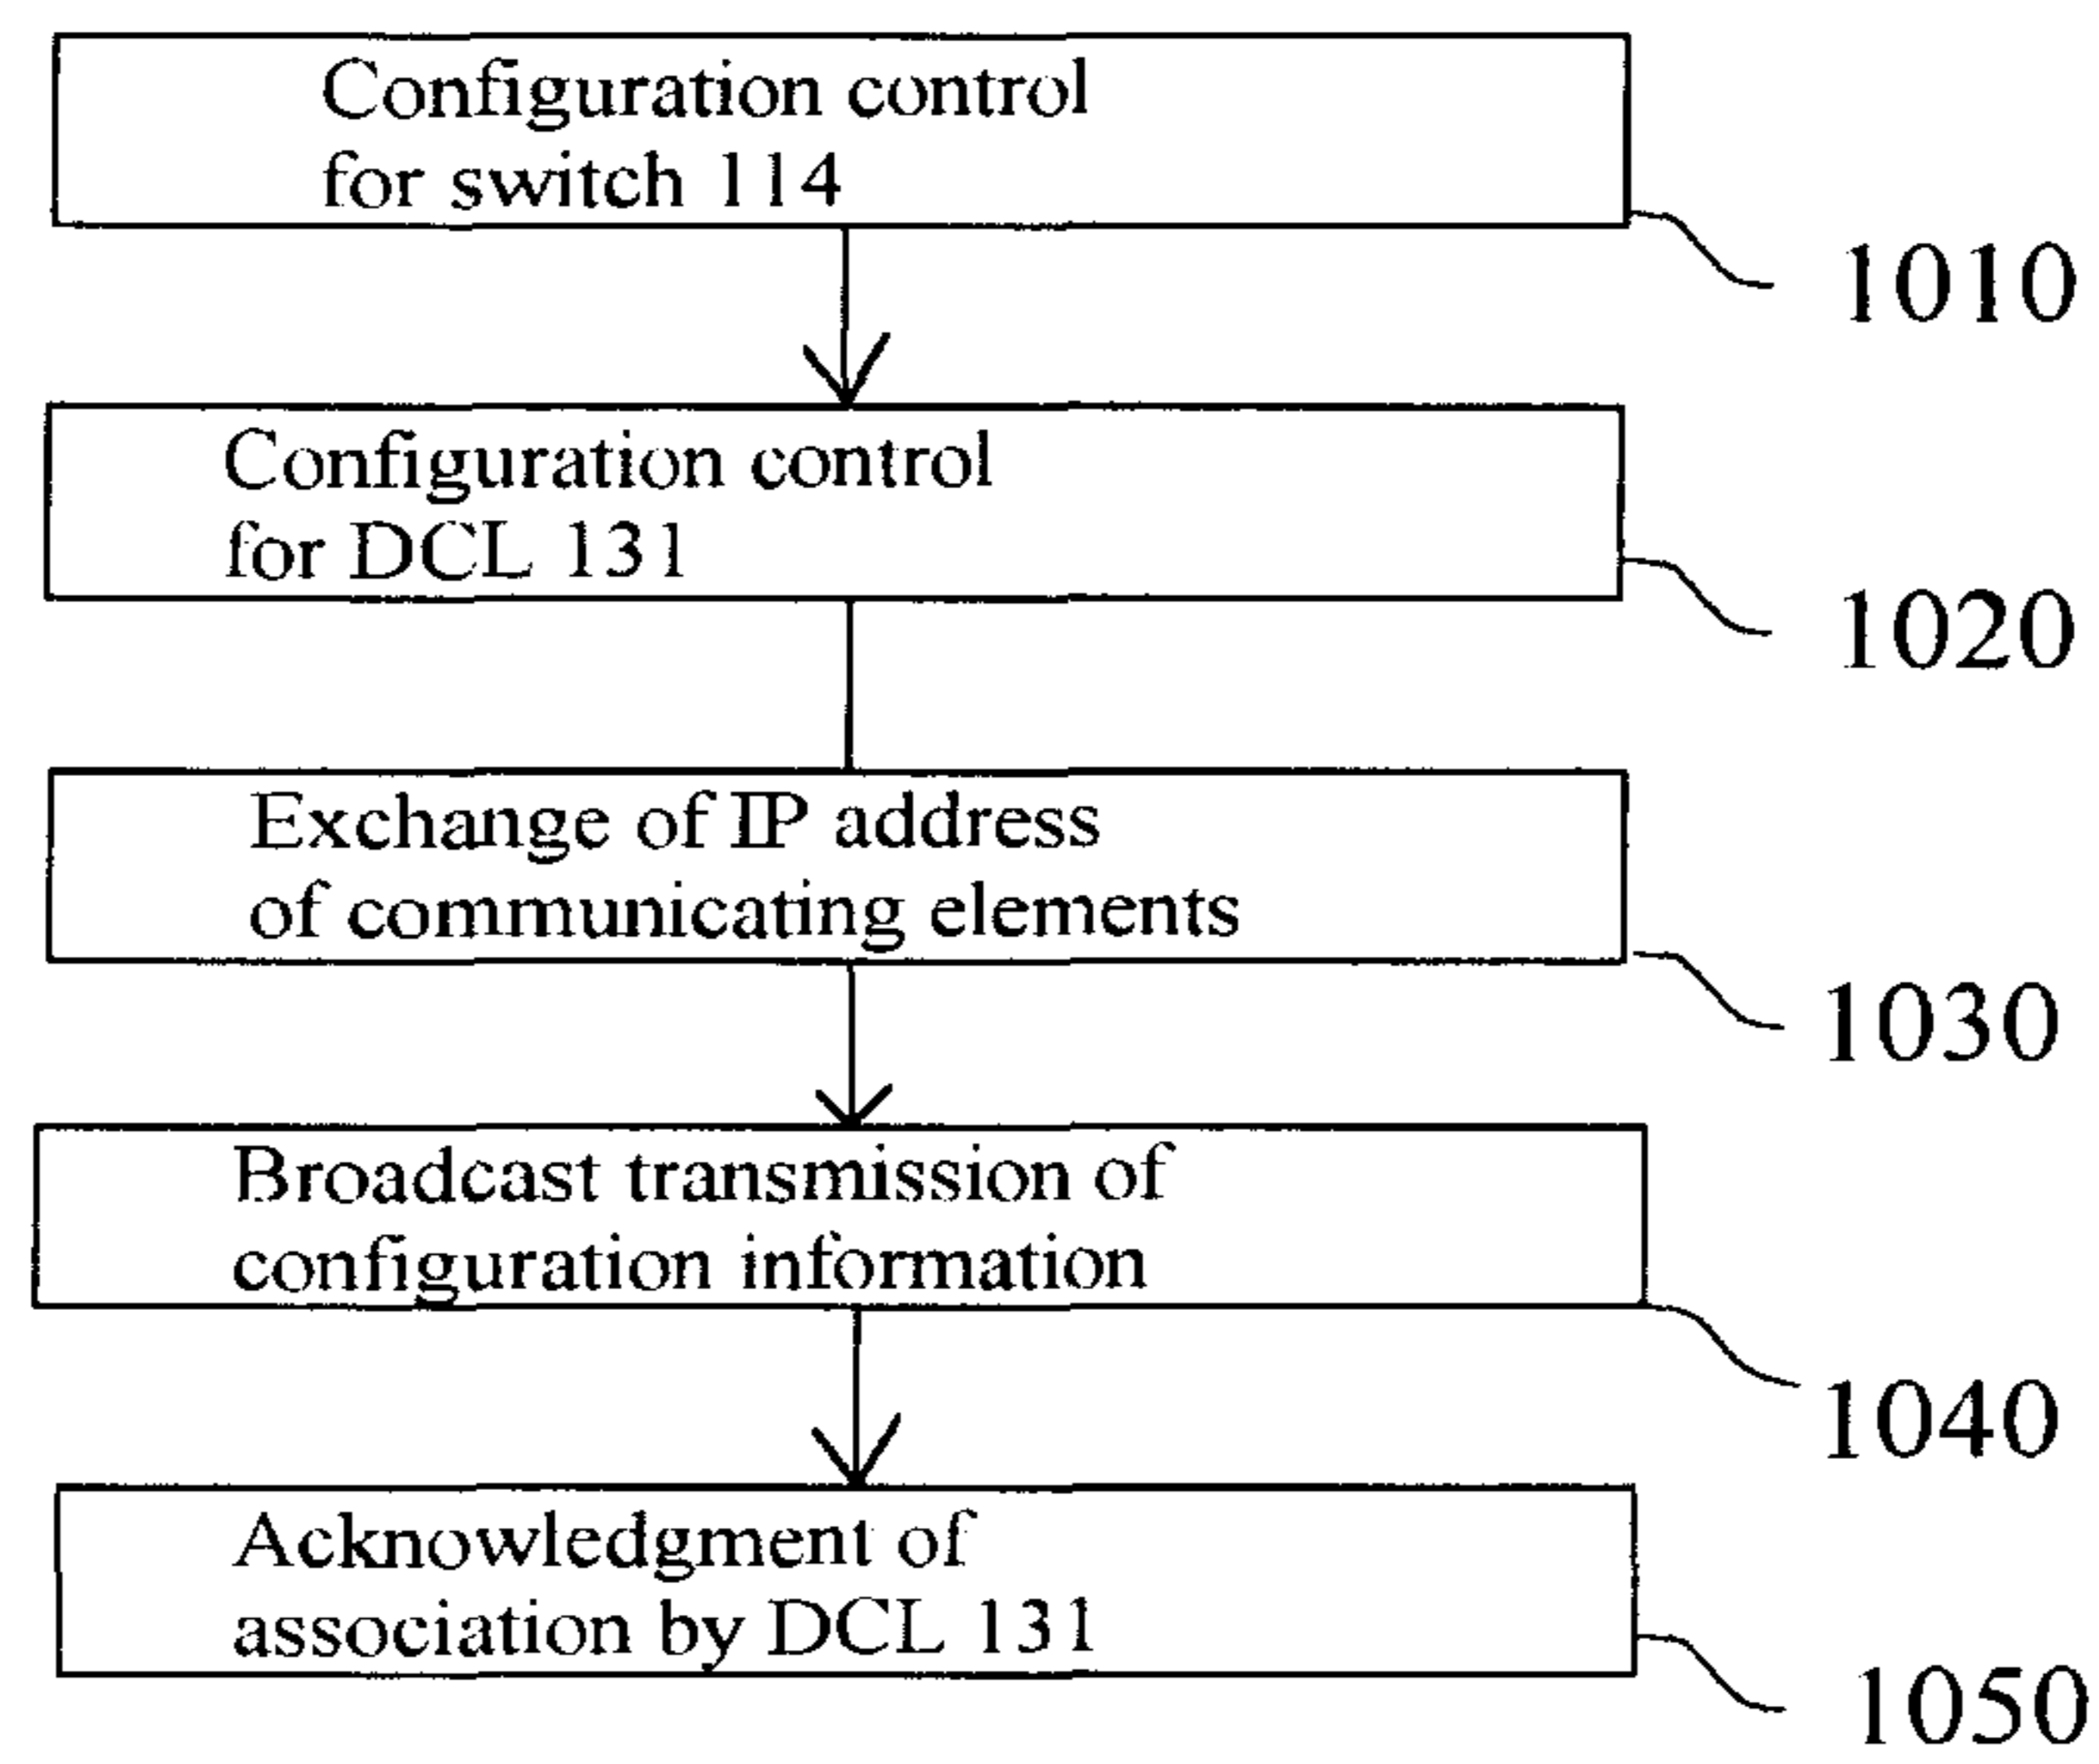 Configuration control
for switch 114
1010
Configuration control
for DCL 131
1020
Exchange of IP address
of communicating elements
1030
Broadcast transmission of
configuration information
1040
Acknowledgment of
association by DCL 131
1050